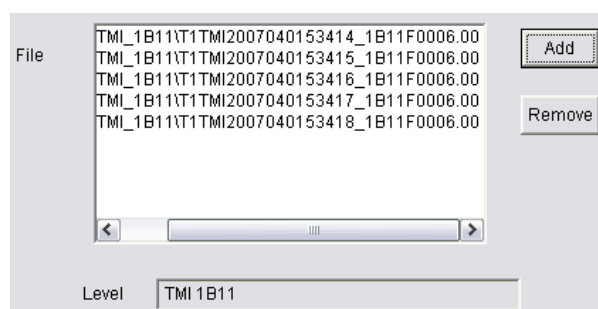 File
TMI_1B11\T1TMI2007040153414_1B11F0006.00
TMI_1B11\T1TMI2007040153415_1B11F0006.00
TMI_1B11\T1TMI2007040153416_1B11F0006.00
TMI_1B11\T1TMI2007040153417_1B11F0006.00
TMI_1B11\T1TMI2007040153418_1B11F0006.00
Add
Remove
Level TMI 1B11